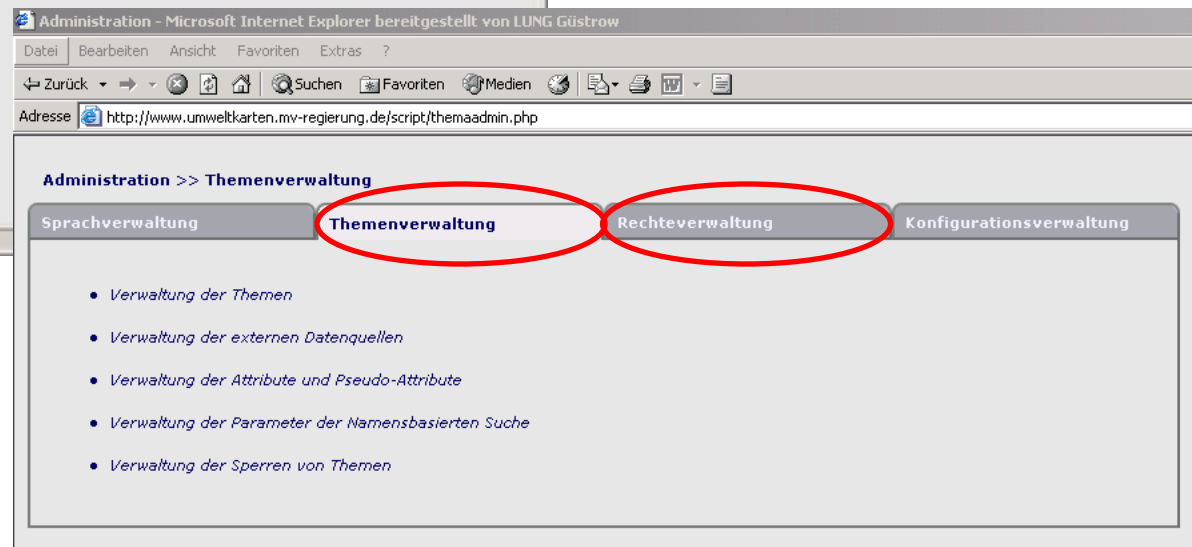 Administration - Microsoft Internet Explorer bereitgestellt von LUNG Güstrow
Datei Bearbeiten Ansicht Favoriten Extras ?
Zurück Suchen Favoriten Medien
Adresse http://www.umweltkarten.mv-regierung.de/script/themaadmin.php
Administration >> Themenverwaltung
Sprachverwaltung Themenverwaltung Rechteverwaltung Konfigurationsverwaltung
• Verwaltung der Themen
• Verwaltung der externen Datenquellen
• Verwaltung der Attribute und Pseudo-Attribute
• Verwaltung der Parameter der Namensbasierten Suche
• Verwaltung der Sperren von Themen